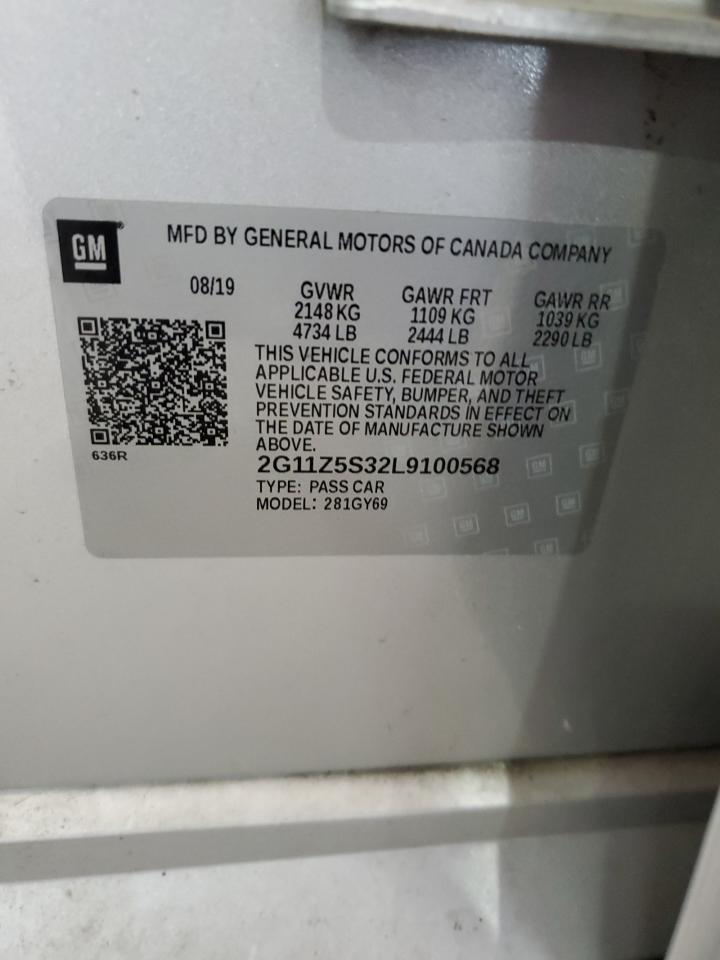 GM
MFD BY GENERAL MOTORS OF CANADA COMPANY
08/19 GVWR GAWR FRT GAWR RR
2148 KG 1109 KG 1039 KG
4734 LB 2444 LB 2290 LB
THIS VEHICLE CONFORMS TO ALL
APPLICABLE U.S. FEDERAL MOTOR
VEHICLE SAFETY, BUMPER, AND THEFT
PREVENTION STANDARDS IN EFFECT ON
THE DATE OF MANUFACTURE SHOWN
ABOVE.
636R
2G11Z5S32L9100568
TYPE: PASS CAR
MODEL: 281GY69